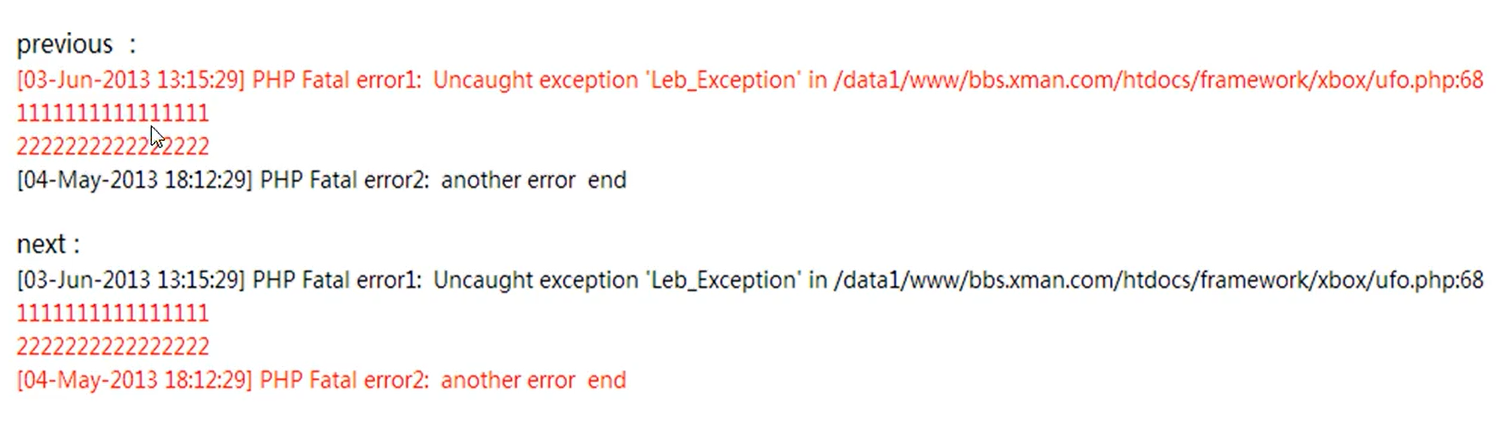 previous :
[03-Jun-2013 13:15:29] PHP Fatal error1: Uncaught exception 'Leb_Exception' in /data1/www/bbs.xman.com/htdocs/framework/xbox/ufo.php:68
1111111111111111
2222222222222222
[04-May-2013 18:12:29] PHP Fatal error2: another error end
next :
[03-Jun-2013 13:15:29] PHP Fatal error1: Uncaught exception 'Leb_Exception' in /data1/www/bbs.xman.com/htdocs/framework/xbox/ufo.php:68
1111111111111111
2222222222222222
[04-May-2013 18:12:29] PHP Fatal error2: another error end